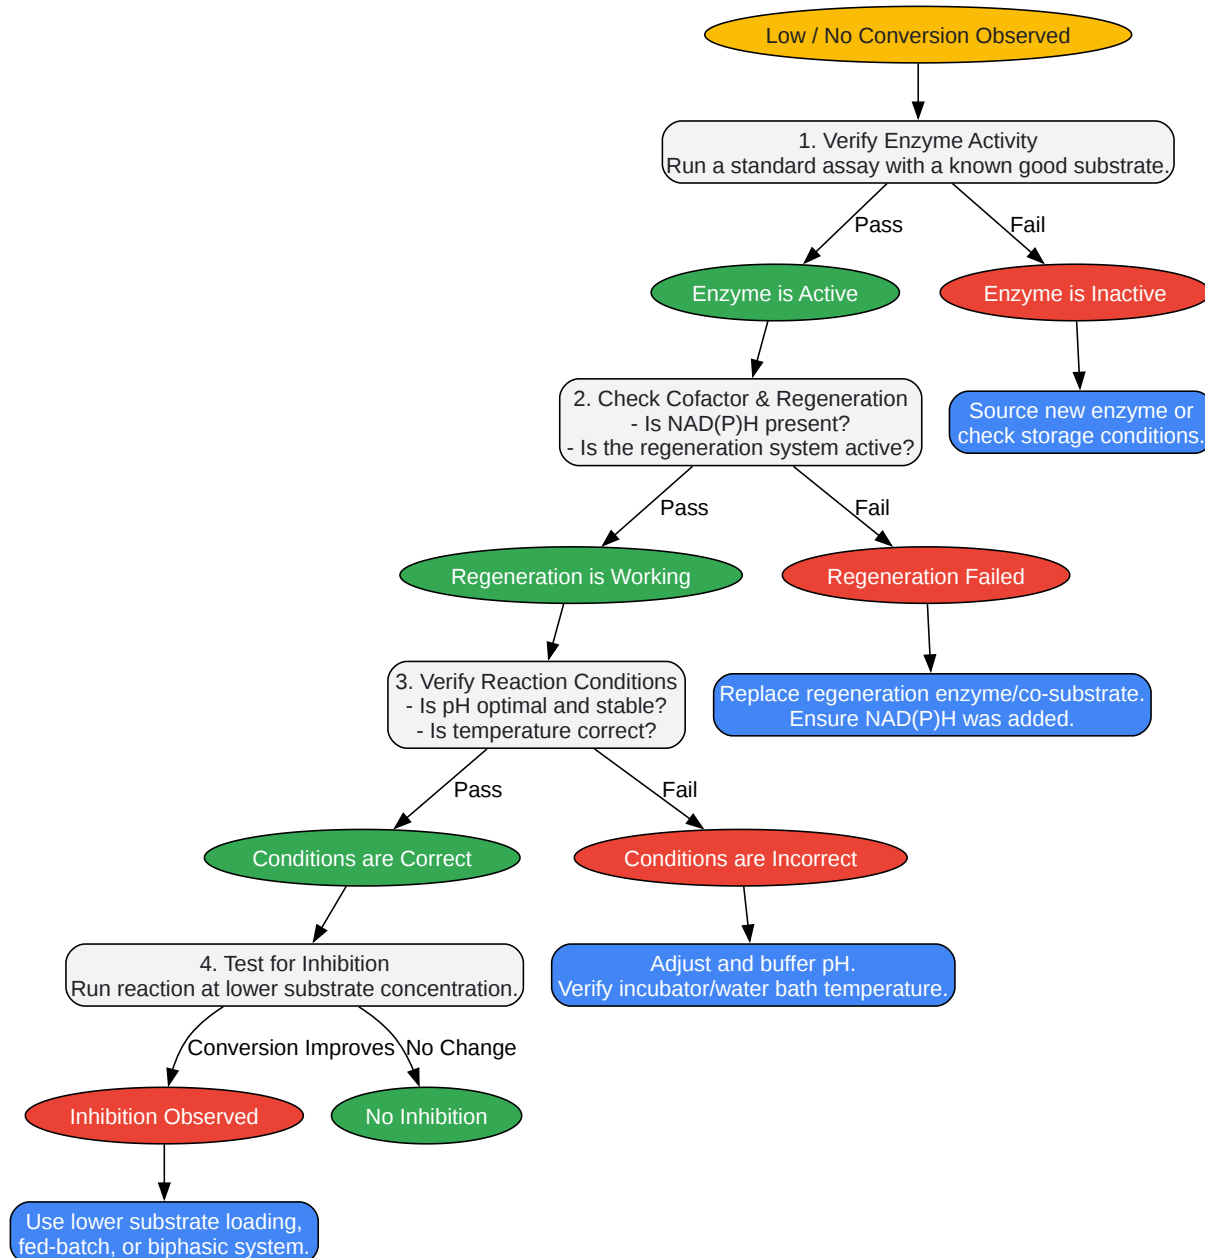 Low / No Conversion Observed
1. Verify Enzyme Activity
Run a standard assay with a known good substrate.
Pass
Fail
Enzyme is Active
Enzyme is Inactive
2. Check Cofactor & Regeneration
- Is NAD(P)H present?
- Is the regeneration system active?
Source new enzyme or
check storage conditions.
Pass
Fail
Regeneration is Working
Regeneration Failed
3. Verify Reaction Conditions
- Is pH optimal and stable?
- Is temperature correct?
Replace regeneration enzyme/co-substrate.
Ensure NAD(P)H was added.
Pass
Fail
Conditions are Correct
Conditions are Incorrect
4. Test for Inhibition
Run reaction at lower substrate concentration.
Adjust and buffer pH.
Verify incubator/water bath temperature.
Conversion Improves
No Change
Inhibition Observed
No Inhibition
Use lower substrate loading,
fed-batch, or biphasic system.